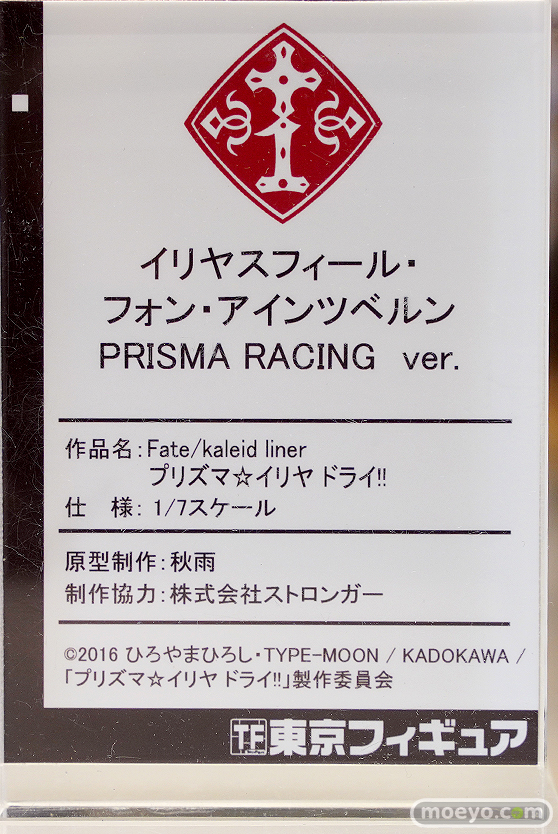 イリヤスフィール・
フォン・アインツベルン
PRISMA RACING ver.
作品名：Fate/kaleid liner
プリズマ☆イリヤ ドライ!!
仕 様： 1/7スケール
原型制作：秋雨
制作協力：株式会社ストロンガー
©2016 ひろやまひろし・TYPE-MOON / KADOKAWA /
「プリズマ☆イリヤ ドライ!!」製作委員会
TF東京フィギュア
moeyo.com